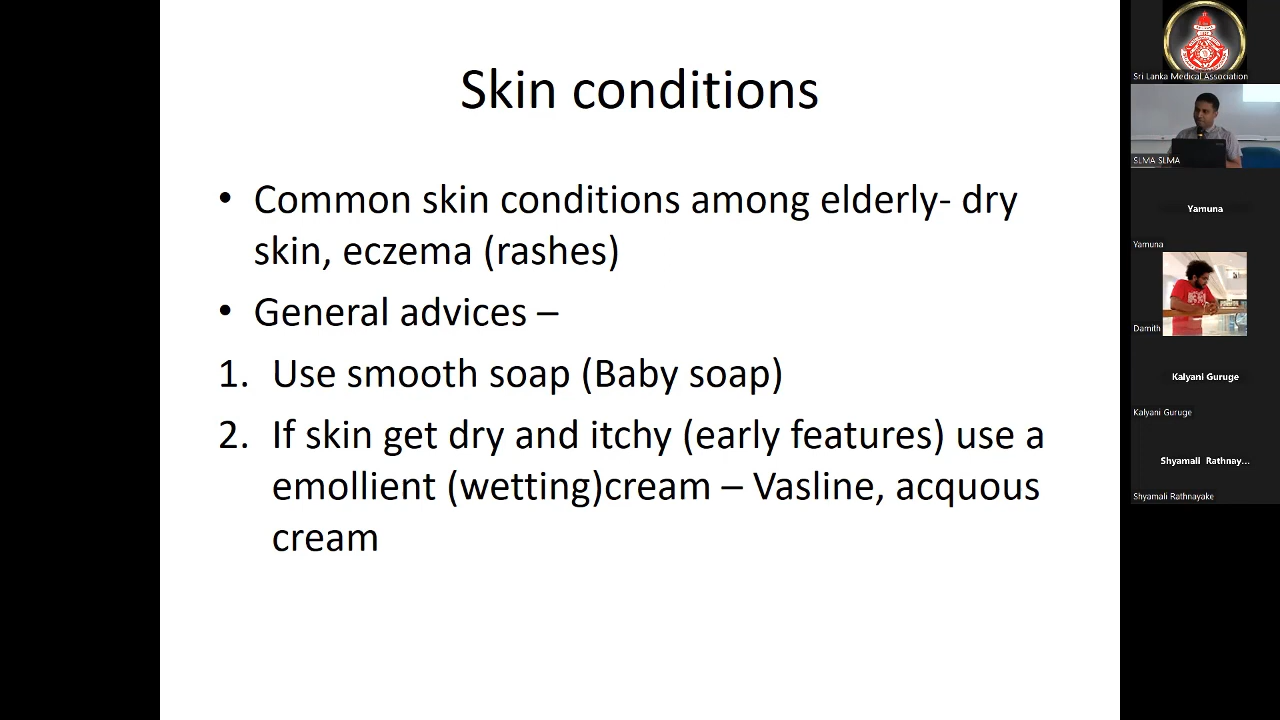 Skin conditions
• Common skin conditions among elderly- dry
skin, eczema (rashes)
• General advices –
1. Use smooth soap (Baby soap)
2. If skin get dry and itchy (early features) use a
emollient (wetting)cream – Vasline, acquous
cream
Sri Lanka Medical Association
SLMA SLMA
Yamuna
Yamuna
Damith
Kalyani Guruge
Kalyani Guruge
Shyamali Rathnay...
Shyamali Rathnayake